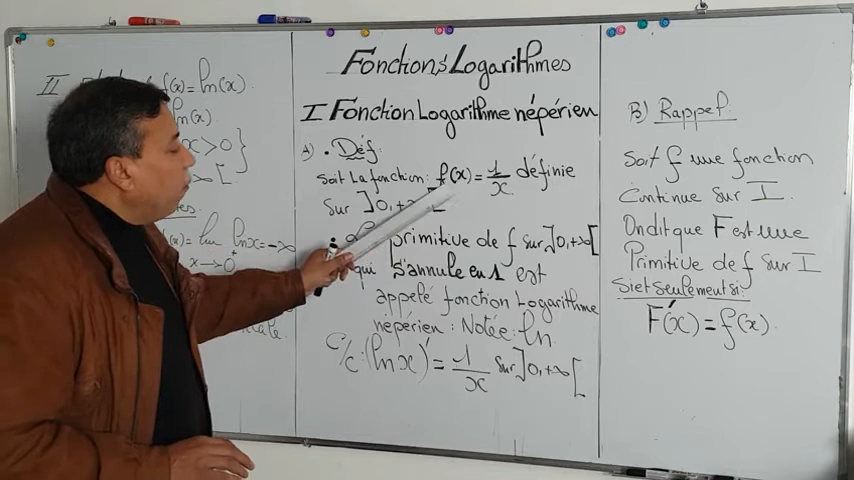 II f(x)=ln(x)
ln(x)
x>0}
[
lim lnx=-∞
x→0⁺
Fonctions Logarithmes
I Fonction Logarithme népérien
A) • Déf:
Soit La fonction: f(x)=1/x définie
Sur ]0,+∞[
• primitive de f sur ]0,+∞[
qui s'annule en 1 est
appelé fonction Logarithme
népérien: Notée: ln
C/c: (ln x)' = 1/x sur ]0,+∞[
B) Rappel:
Soit f une fonction
Continue sur I.
On dit que F est une
Primitive de f sur I
Si et seulement si:
F'(x)=f(x)